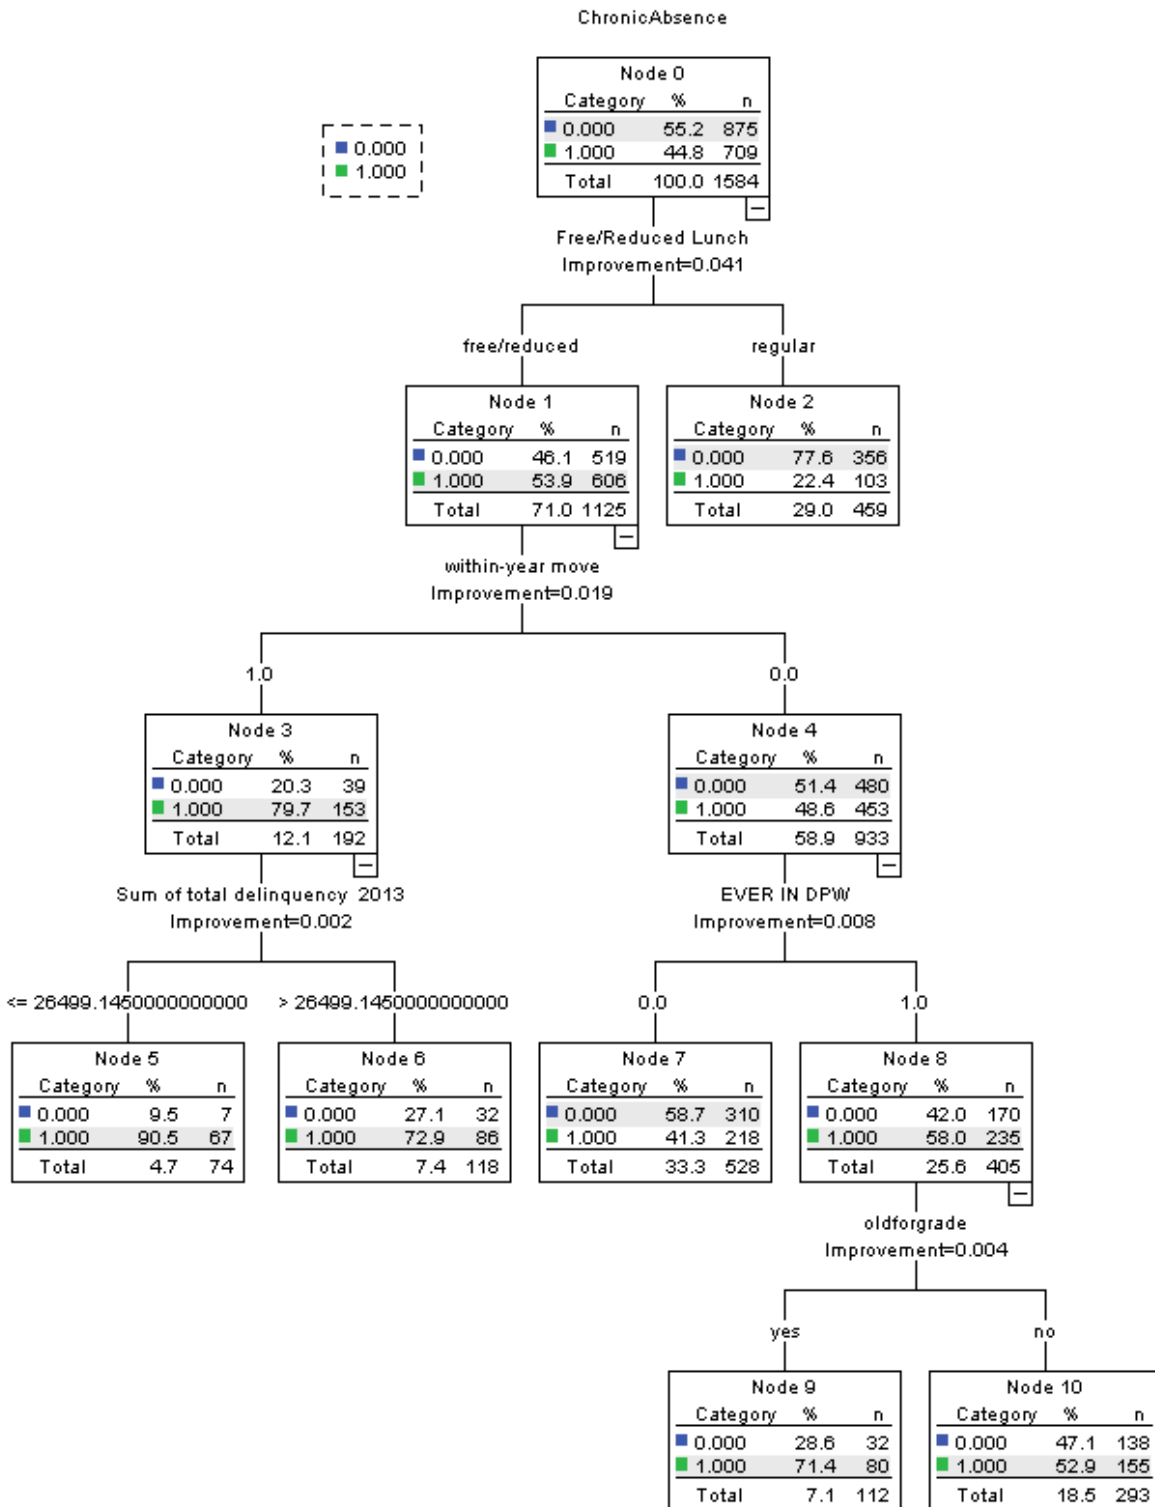 ChronicAbsence
0.000
1.000
Node 0
Category % n
0.000 55.2 875
1.000 44.8 709
Total 100.0 1584
Free/Reduced Lunch
Improvement=0.041
free/reduced
regular
Node 1
Category % n
0.000 46.1 519
1.000 53.9 606
Total 71.0 1125
Node 2
Category % n
0.000 77.6 356
1.000 22.4 103
Total 29.0 459
within-year move
Improvement=0.019
1.0
0.0
Node 3
Category % n
0.000 20.3 39
1.000 79.7 153
Total 12.1 192
Node 4
Category % n
0.000 51.4 480
1.000 48.6 453
Total 58.9 933
Sum of total delinquency 2013
Improvement=0.002
EVER IN DPW
Improvement=0.008
<= 26499.1450000000000
> 26499.1450000000000
0.0
1.0
Node 5
Category % n
0.000 9.5 7
1.000 90.5 67
Total 4.7 74
Node 6
Category % n
0.000 27.1 32
1.000 72.9 86
Total 7.4 118
Node 7
Category % n
0.000 58.7 310
1.000 41.3 218
Total 33.3 528
Node 8
Category % n
0.000 42.0 170
1.000 58.0 235
Total 25.6 405
oldforgrade
Improvement=0.004
yes
no
Node 9
Category % n
0.000 28.6 32
1.000 71.4 80
Total 7.1 112
Node 10
Category % n
0.000 47.1 138
1.000 52.9 155
Total 18.5 293